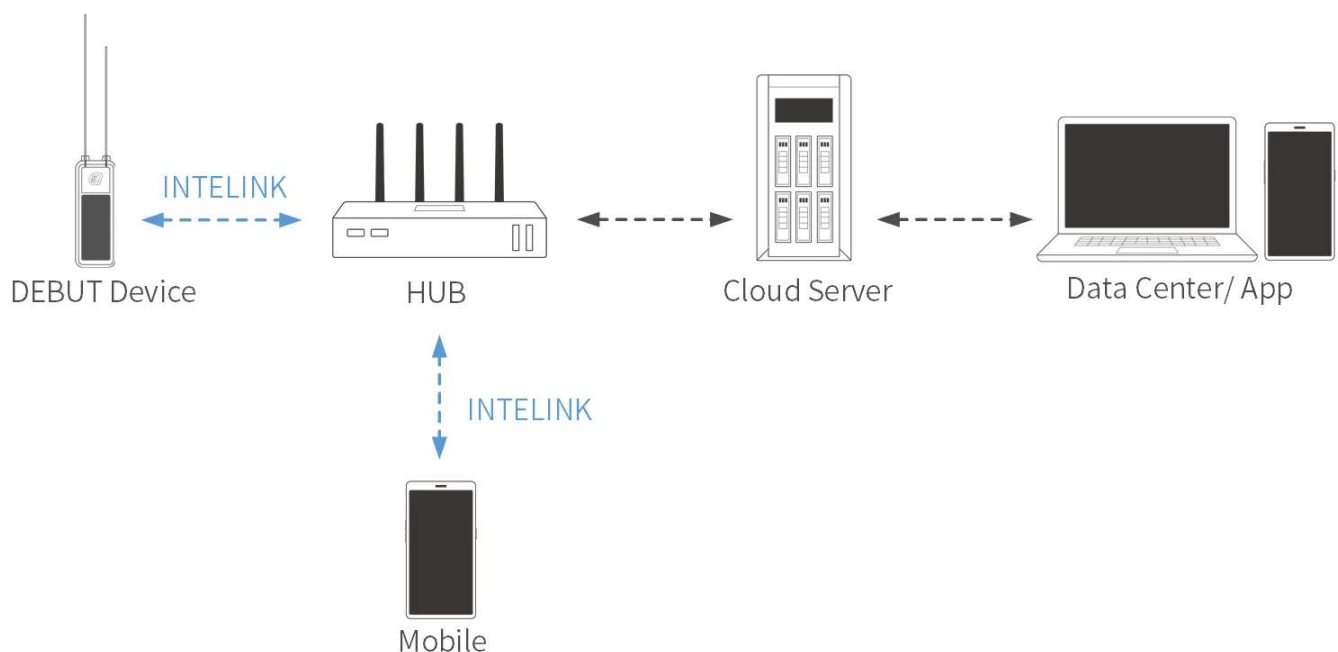 INTELINK
DEBUT Device
HUB
Cloud Server
Data Center/ App
INTELINK
Mobile